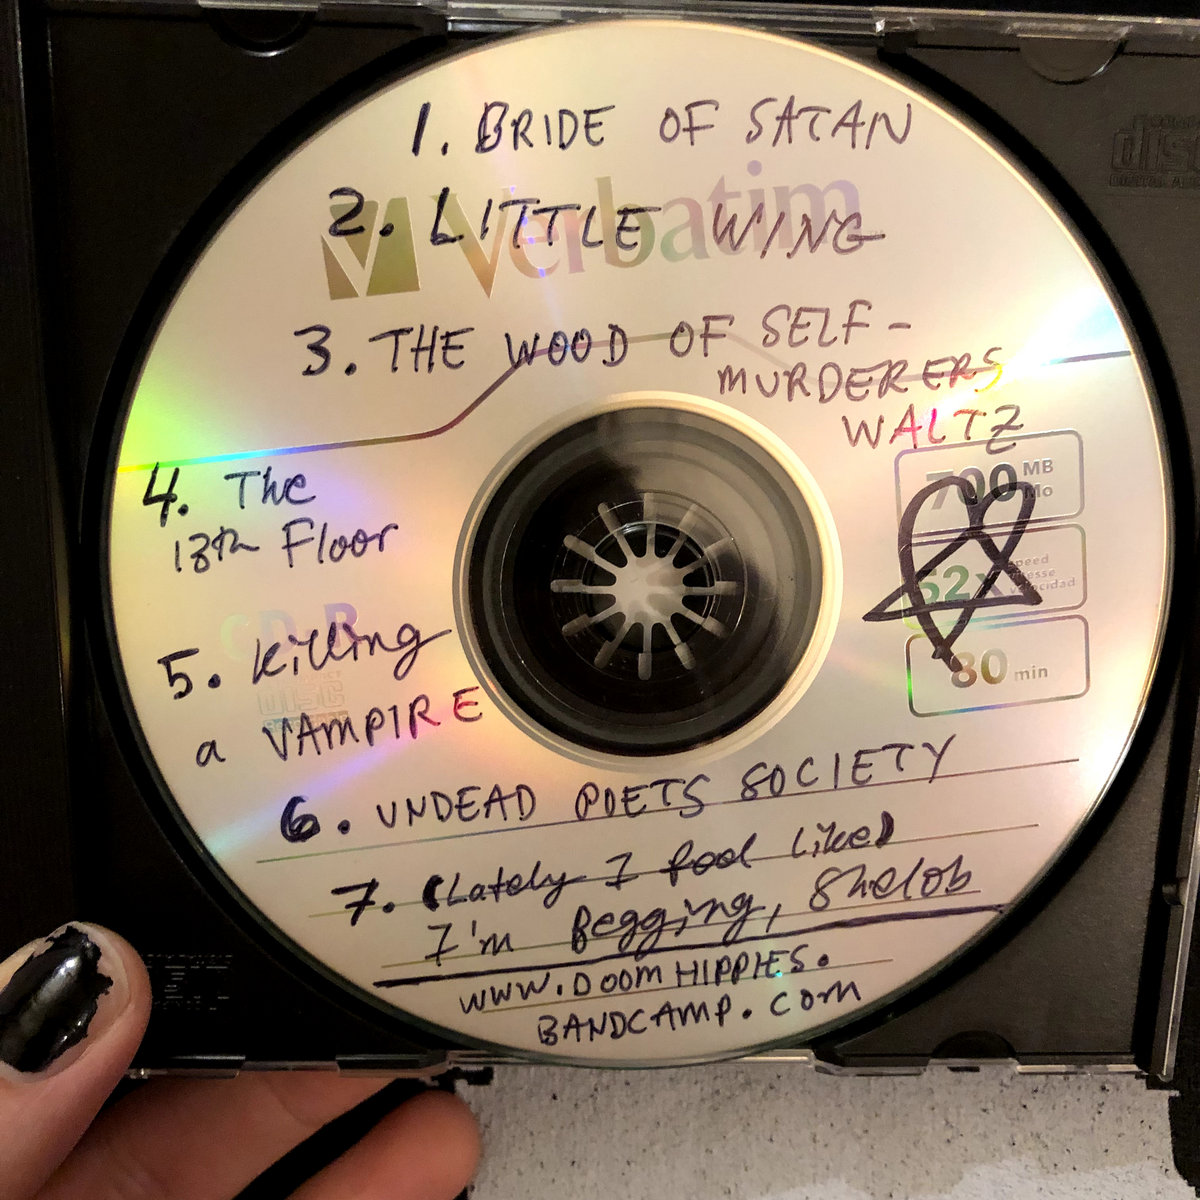 1. BRIDE OF SATAN
Verbatim
2. LITTLE WING
3. THE WOOD OF SELF-
MURDERERS
WALTZ
700 MB
Mo
4. The
13th Floor
52x
80 min
CD-R
5. Killing
a VAMPIRE
6. UNDEAD POETS SOCIETY
7. (Lately I feel like)
I'm Begging, Shelob
WWW.DOOMHIPPIES.
BANDCAMP.COM